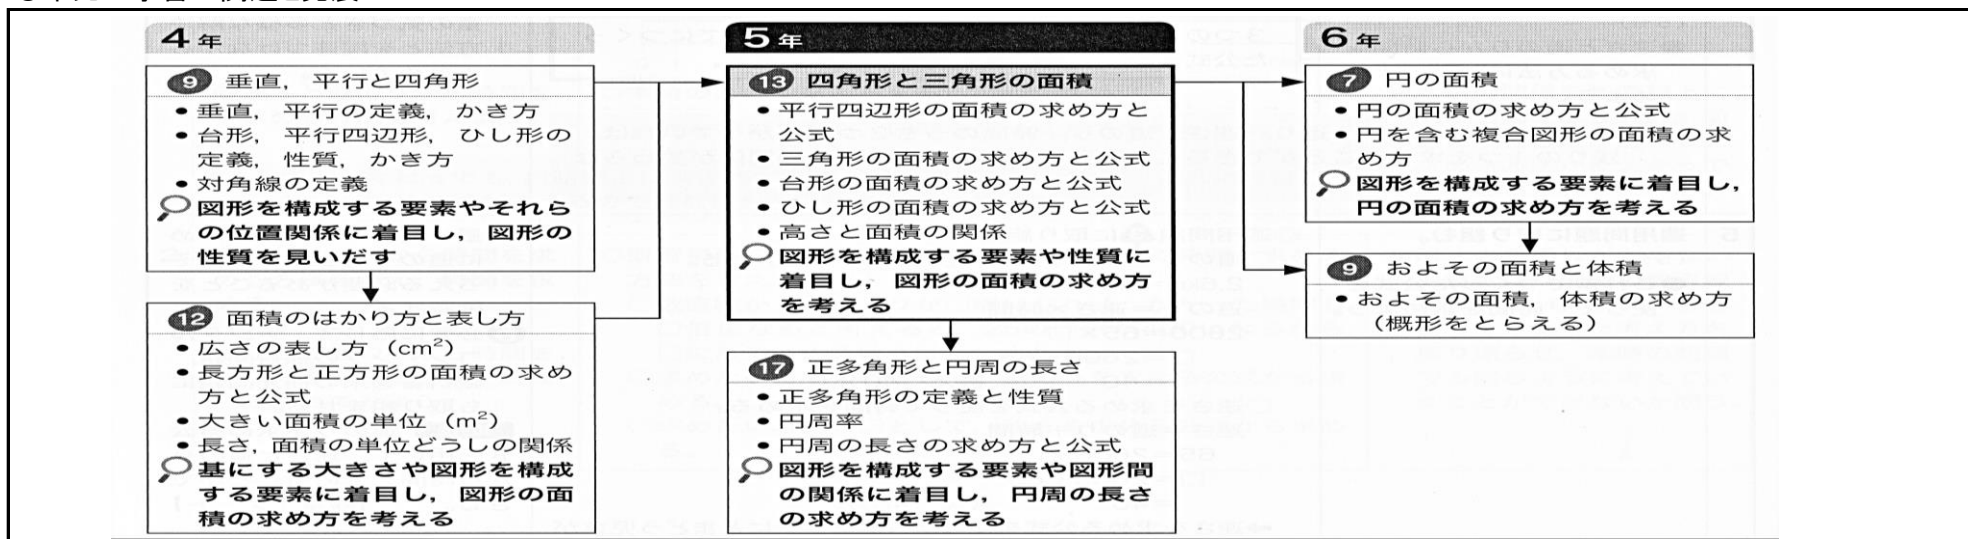 4年
⑨ 垂直，平行と四角形
• 垂直，平行の定義，かき方
• 台形，平行四辺形，ひし形の
定義，性質，かき方
• 対角線の定義
図形を構成する要素やそれら
の位置関係に着目し，図形の
性質を見いだす
⑫ 面積のはかり方と表し方
• 広さの表し方（cm²）
• 長方形と正方形の面積の求め
方と公式
• 大きい面積の単位（m²）
• 長さ，面積の単位どうしの関係
基にする大きさや図形を構成
する要素に着目し，図形の面
積の求め方を考える
5年
⑬ 四角形と三角形の面積
• 平行四辺形の面積の求め方と
公式
• 三角形の面積の求め方と公式
• 台形の面積の求め方と公式
• ひし形の面積の求め方と公式
• 高さと面積の関係
図形を構成する要素や性質に
着目し，図形の面積の求め方
を考える
⑰ 正多角形と円周の長さ
• 正多角形の定義と性質
• 円周率
• 円周の長さの求め方と公式
図形を構成する要素や図形間
の関係に着目し，円周の長さ
の求め方を考える
6年
⑦ 円の面積
• 円の面積の求め方と公式
• 円を含む複合図形の面積の求
め方
図形を構成する要素に着目し，
円の面積の求め方を考える
⑨ およその面積と体積
• およその面積，体積の求め方
（概形をとらえる）